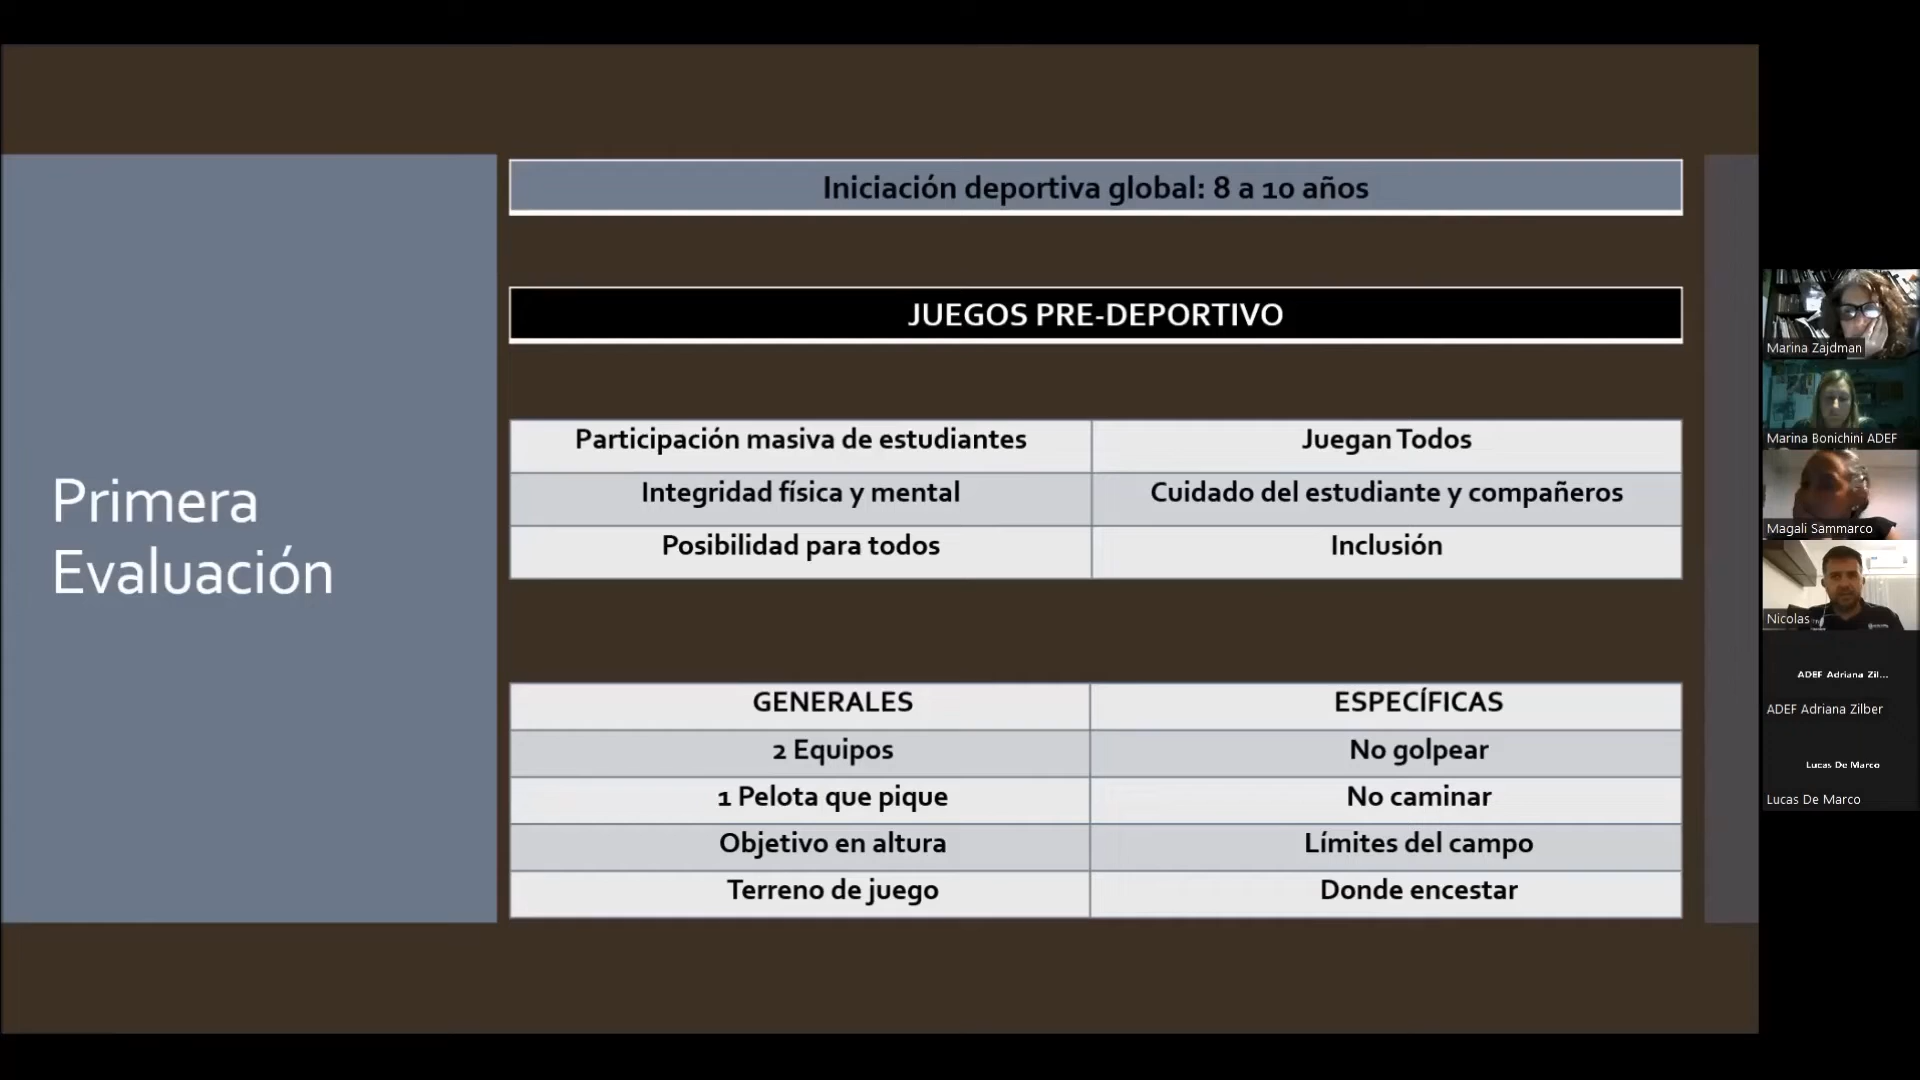 Primera
Evaluación
Iniciación deportiva global: 8 a 10 años
JUEGOS PRE-DEPORTIVO
Participación masiva de estudiantes
Juegan Todos
Integridad física y mental
Cuidado del estudiante y compañeros
Posibilidad para todos
Inclusión
GENERALES
ESPECÍFICAS
2 Equipos
No golpear
1 Pelota que pique
No caminar
Objetivo en altura
Límites del campo
Terreno de juego
Donde encestar
Marina Zajdman
Marina Bonichini ADEF
Magali Sammarco
Nicolas
ADEF Adriana Zil...
ADEF Adriana Zilber
Lucas De Marco
Lucas De Marco